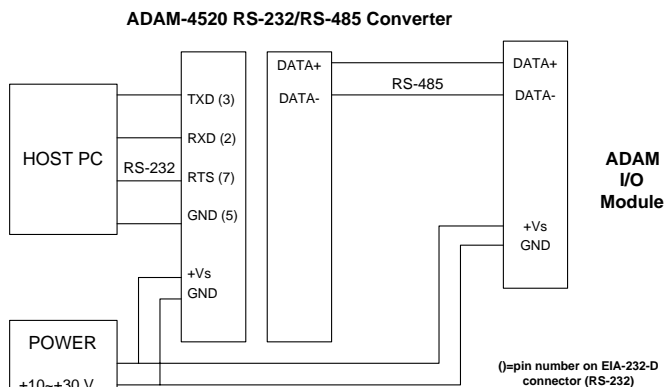 ADAM-4520 RS-232/RS-485 Converter
HOST PC
RS-232
TXD (3)
RXD (2)
RTS (7)
GND (5)
+Vs
GND
DATA+
DATA-
RS-485
DATA+
DATA-
+Vs
GND
ADAM
I/O
Module
POWER
+10~+30 V
()=pin number on EIA-232-D
connector (RS-232)